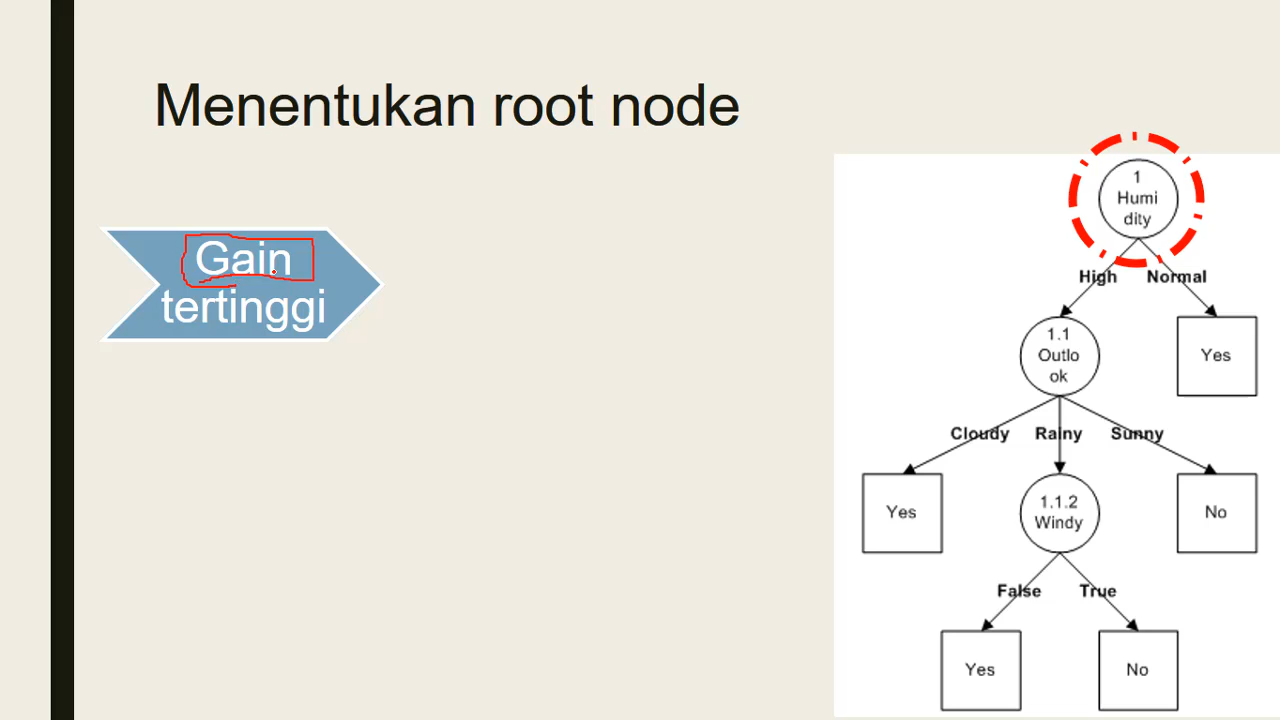 Menentukan root node
Gain
tertinggi
1
Humi
dity
High Normal
1.1
Outlo
ok
Yes
Cloudy Rainy Sunny
Yes
1.1.2
Windy
No
False True
Yes
No